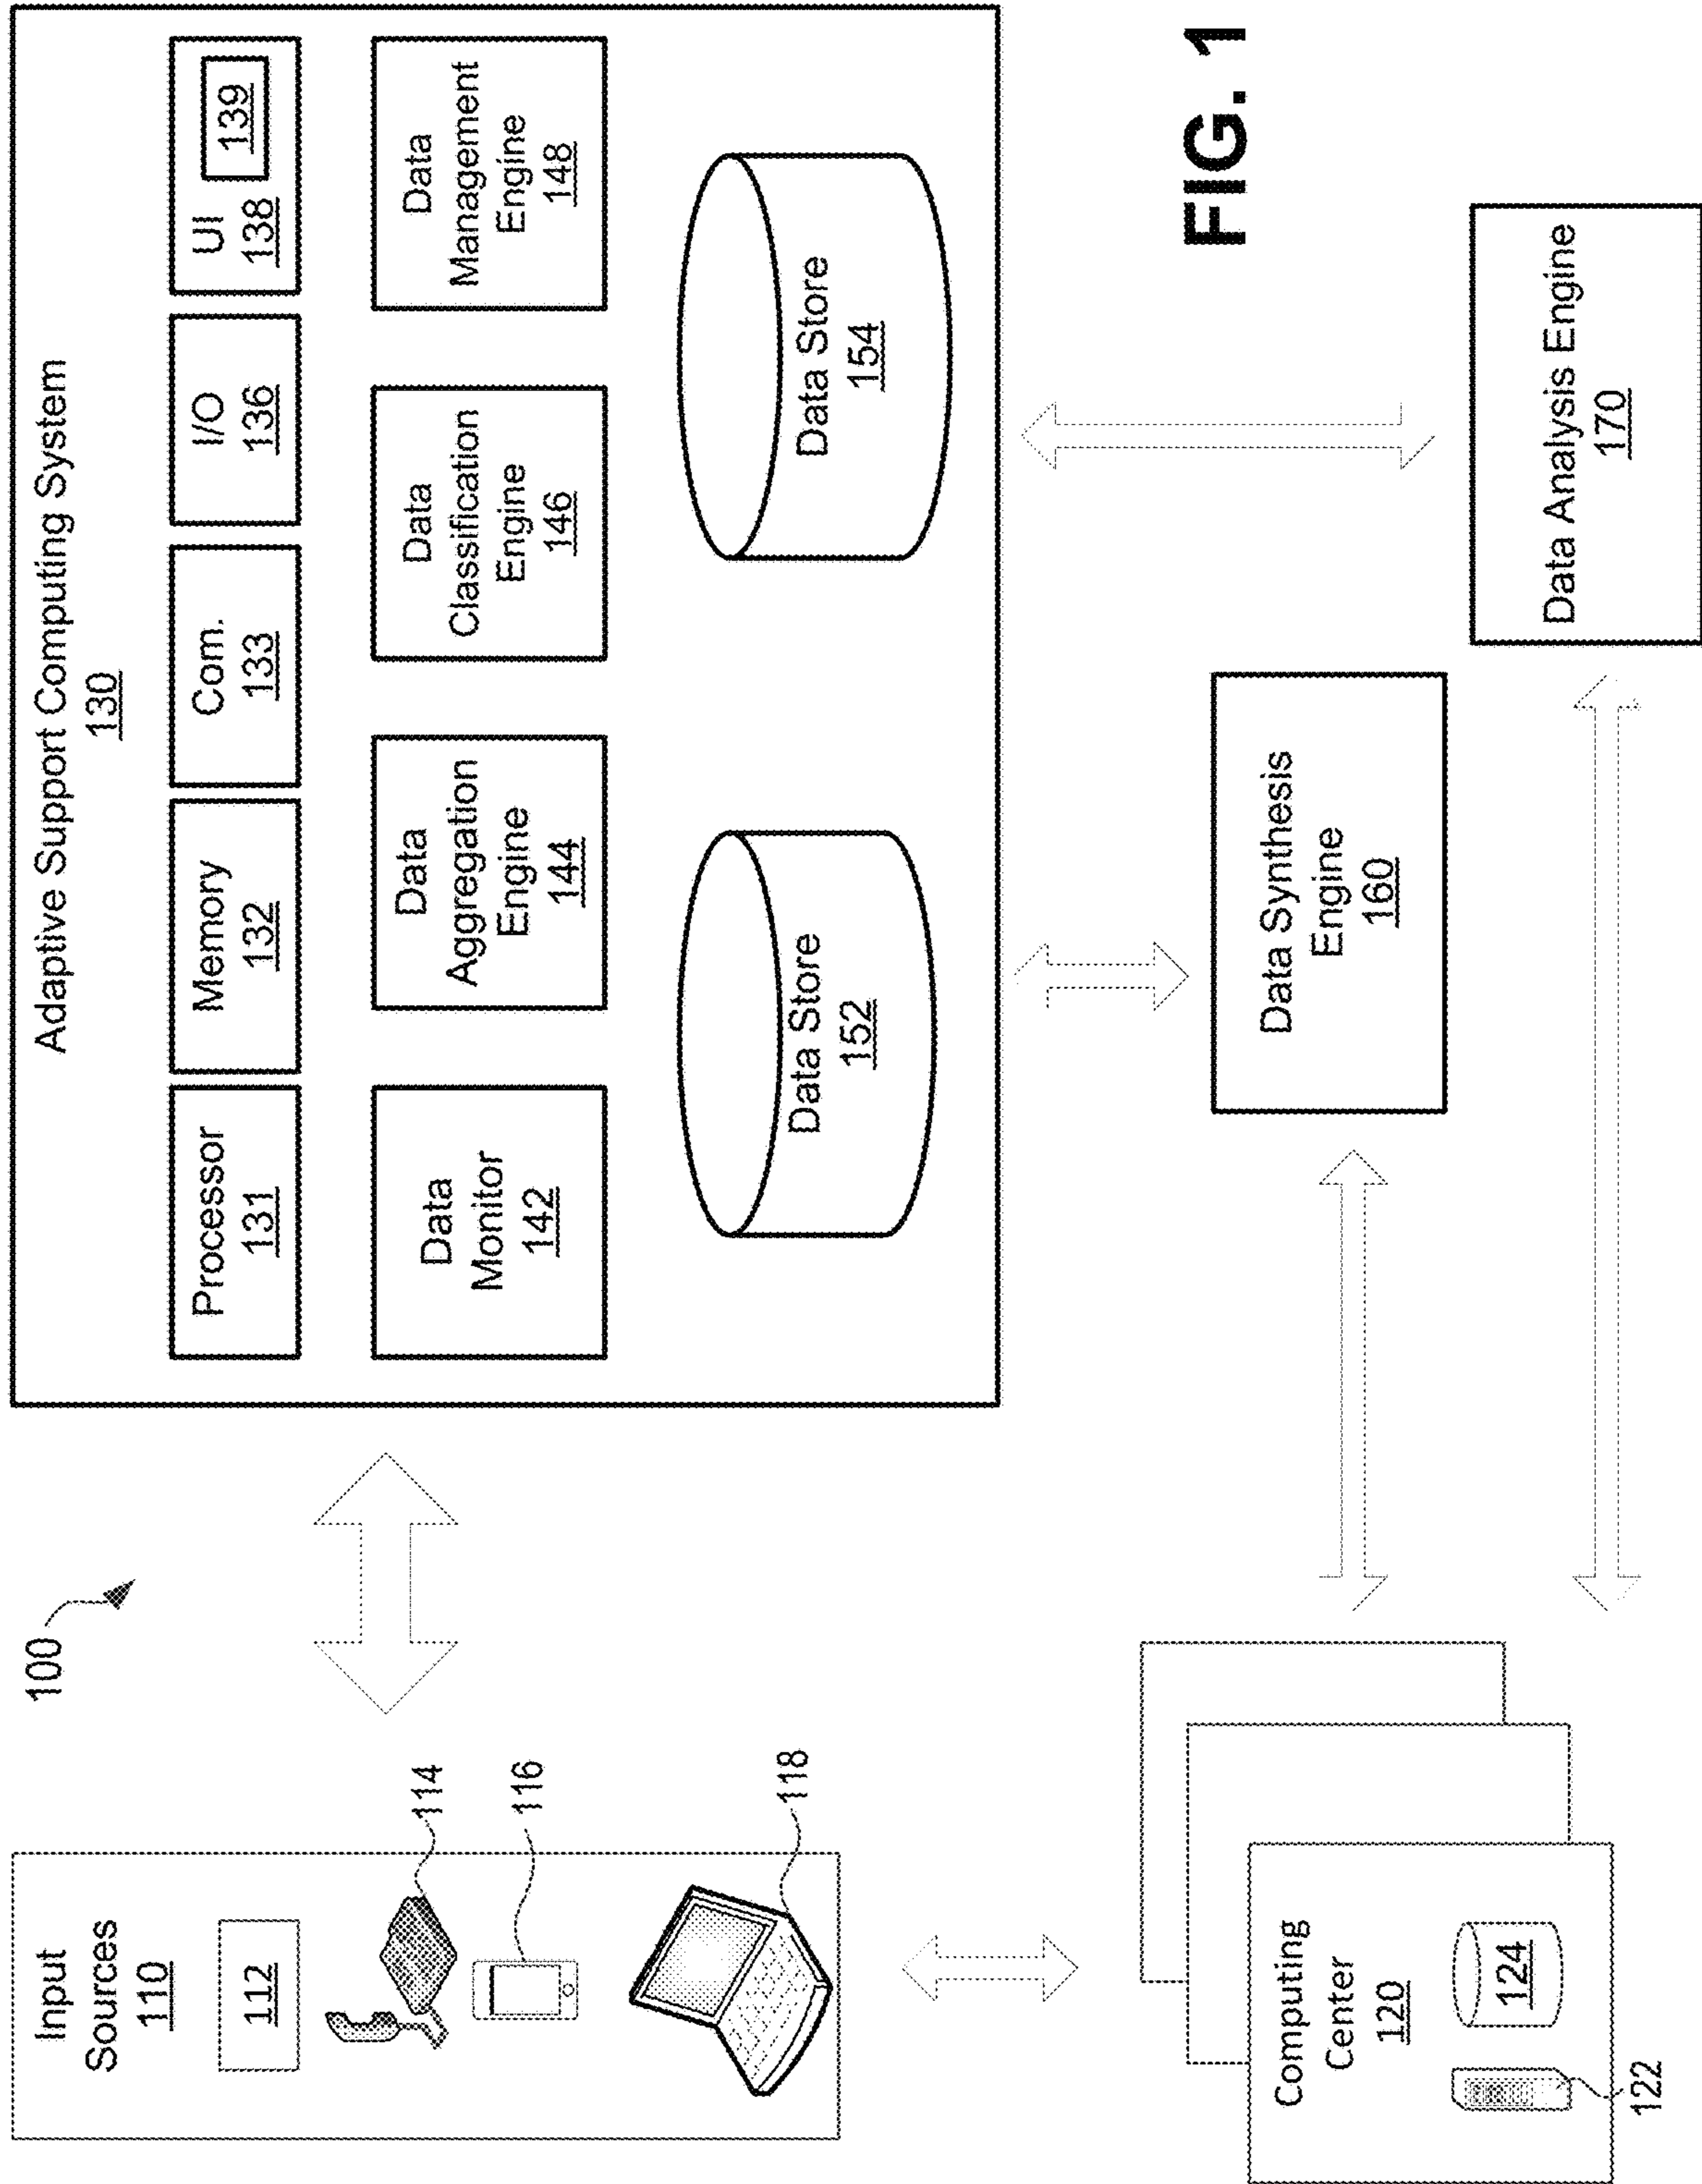 100
Input
Sources
110
112
114
116
118
Adaptive Support Computing System
130
Processor
131
Memory
132
Com.
133
I/O
136
UI
138
139
Data
Monitor
142
Data
Aggregation
Engine
144
Data
Classification
Engine
146
Data
Management
Engine
148
Data Store
152
Data Store
154
Computing
Center
120
122
124
Data Synthesis
Engine
160
Data Analysis Engine
170
FIG. 1